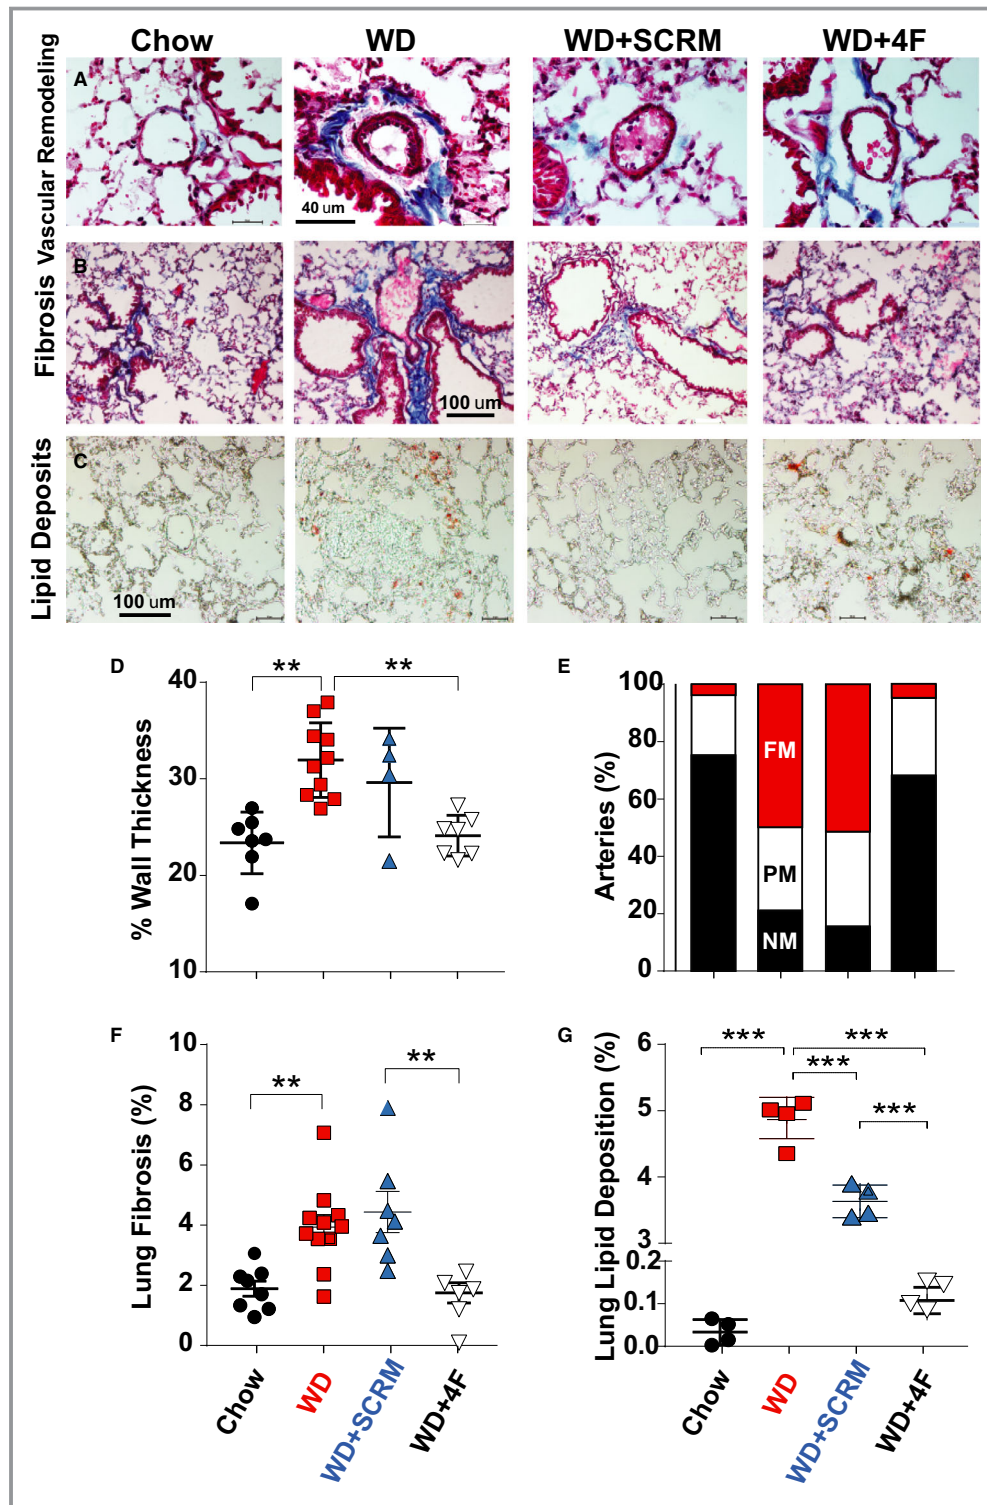 Chow WD WD+SCRM WD+4F
Vascular Remodeling
A
40 um
Fibrosis
B
100 um
Lipid Deposits
C
100 um
D
** **
% Wall Thickness
40
30
20
10
E
Arteries (%)
100
80
60
40
20
0
FM
PM
NM
F
** **
Lung Fibrosis (%)
10
8
6
4
2
0
Chow WD WD+SCRM WD+4F
G
*** *** *** ***
Lung Lipid Deposition (%)
6
5
4
3
0.2
0.1
0.0
Chow WD WD+SCRM WD+4F